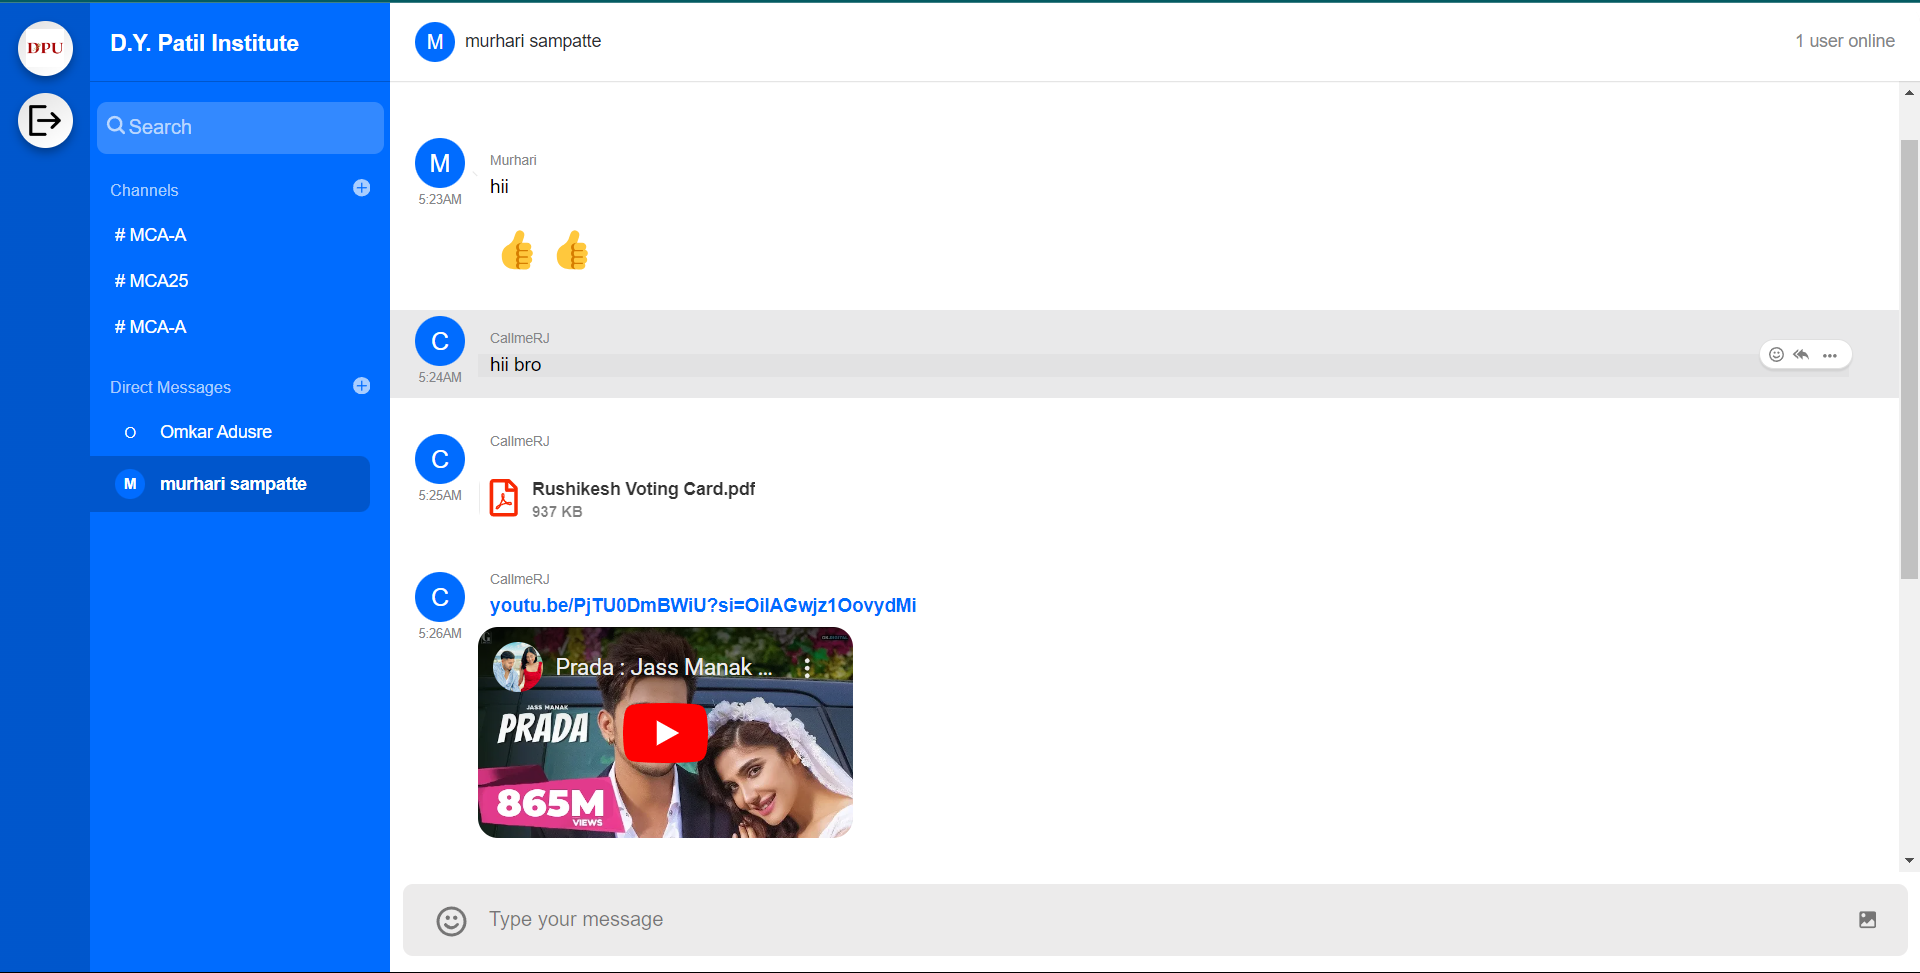 DPU
D.Y. Patil Institute
Search
Channels
# MCA-A
# MCA25
# MCA-A
Direct Messages
O Omkar Adusre
M murhari sampatte
M murhari sampatte
1 user online
M
Murhari
hii
5:23AM
C
CallmeRJ
hii bro
5:24AM
C
CallmeRJ
5:25AM
Rushikesh Voting Card.pdf
937 KB
C
CallmeRJ
youtu.be/PjTU0DmBWiU?si=OilAGwjz1OovydMi
5:26AM
Prada : Jass Manak ...
JASS MANAK
PRADA
865M
VIEWS
Type your message